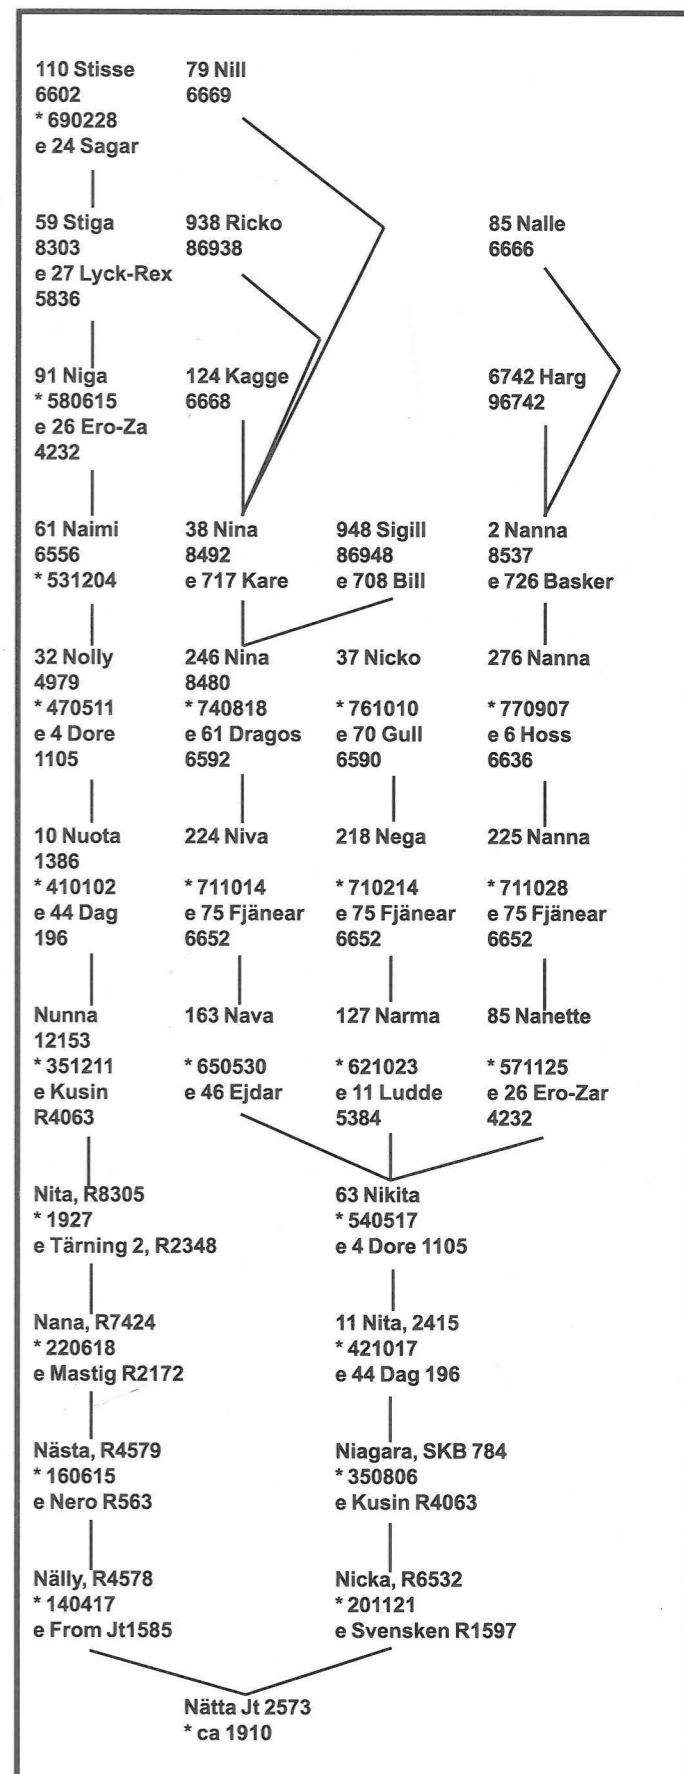 110 Stisse
6602
* 690228
e 24 Sagar
79 Nill
6669
59 Stiga
8303
e 27 Lyck-Rex
5836
938 Ricko
86938
85 Nalle
6666
91 Niga
* 580615
e 26 Ero-Za
4232
124 Kagge
6668
6742 Harg
96742
61 Naimi
6556
* 531204
38 Nina
8492
e 717 Kare
948 Sigill
86948
e 708 Bill
2 Nanna
8537
e 726 Basker
32 Nolly
4979
* 470511
e 4 Dore
1105
246 Nina
8480
* 740818
e 61 Dragos
6592
37 Nicko
* 761010
e 70 Gull
6590
276 Nanna
* 770907
e 6 Hoss
6636
10 Nuota
1386
* 410102
e 44 Dag
196
224 Niva
* 711014
e 75 Fjänear
6652
218 Nega
* 710214
e 75 Fjänear
6652
225 Nanna
* 711028
e 75 Fjänear
6652
Nunna
12153
* 351211
e Kusin
R4063
163 Nava
* 650530
e 46 Ejdar
127 Narma
* 621023
e 11 Ludde
5384
85 Nanette
* 571125
e 26 Ero-Zar
4232
Nita, R8305
* 1927
e Tärning 2, R2348
63 Nikita
* 540517
e 4 Dore 1105
Nana, R7424
* 220618
e Mastig R2172
11 Nita, 2415
* 421017
e 44 Dag 196
Nästa, R4579
* 160615
e Nero R563
Niagara, SKB 784
* 350806
e Kusin R4063
Nälly, R4578
* 140417
e From Jt1585
Nicka, R6532
* 201121
e Svensken R1597
Nätta Jt 2573
* ca 1910